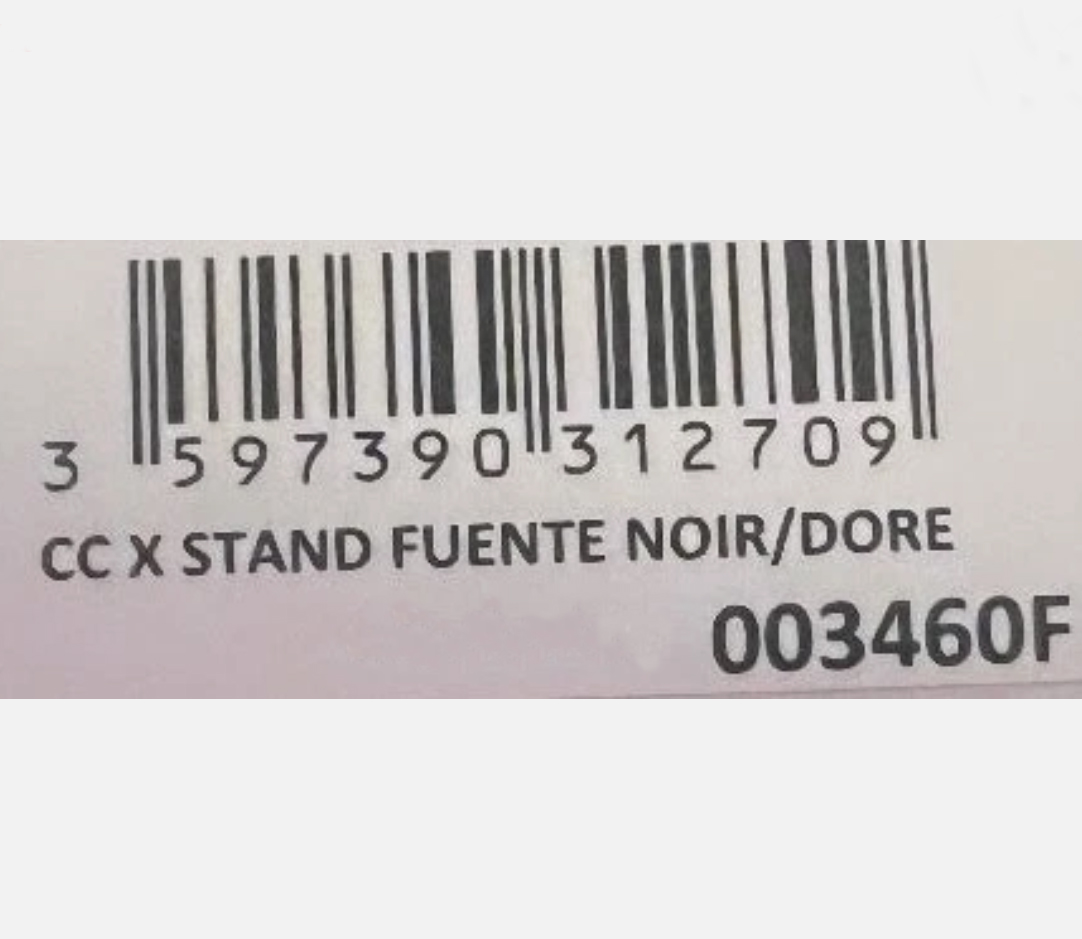 3 597390 312709
CC X STAND FUENTE NOIR/DORE
003460F